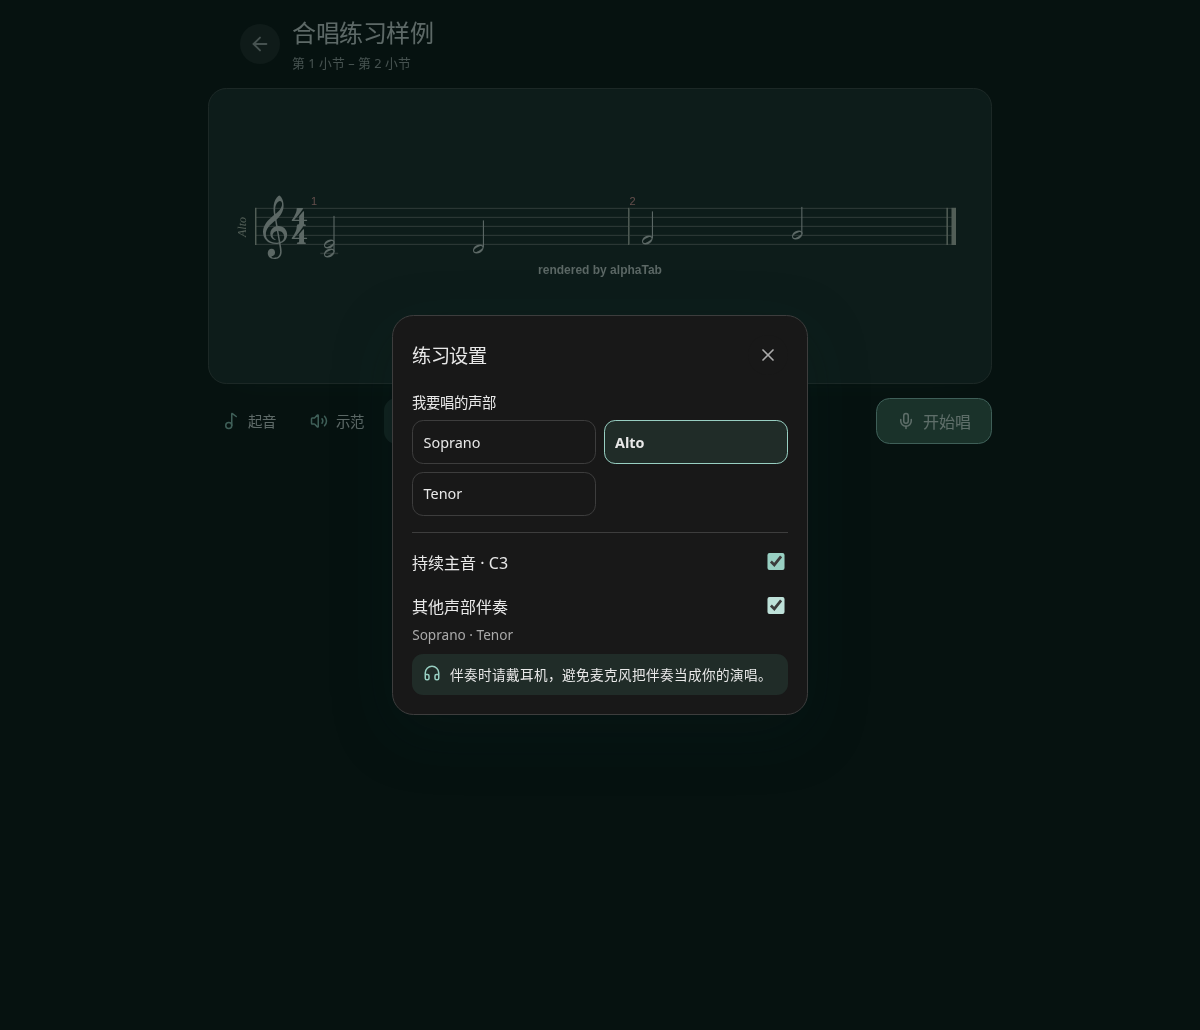 合唱练习样例
第 1 小节 – 第 2 小节
Alto
4
4
1
2
rendered by alphaTab
练习设置
我要唱的声部
Soprano
Alto
Tenor
持续主音 · C3
其他声部伴奏
Soprano · Tenor
伴奏时请戴耳机，避免麦克风把伴奏当成你的演唱。
起音
示范
开始唱